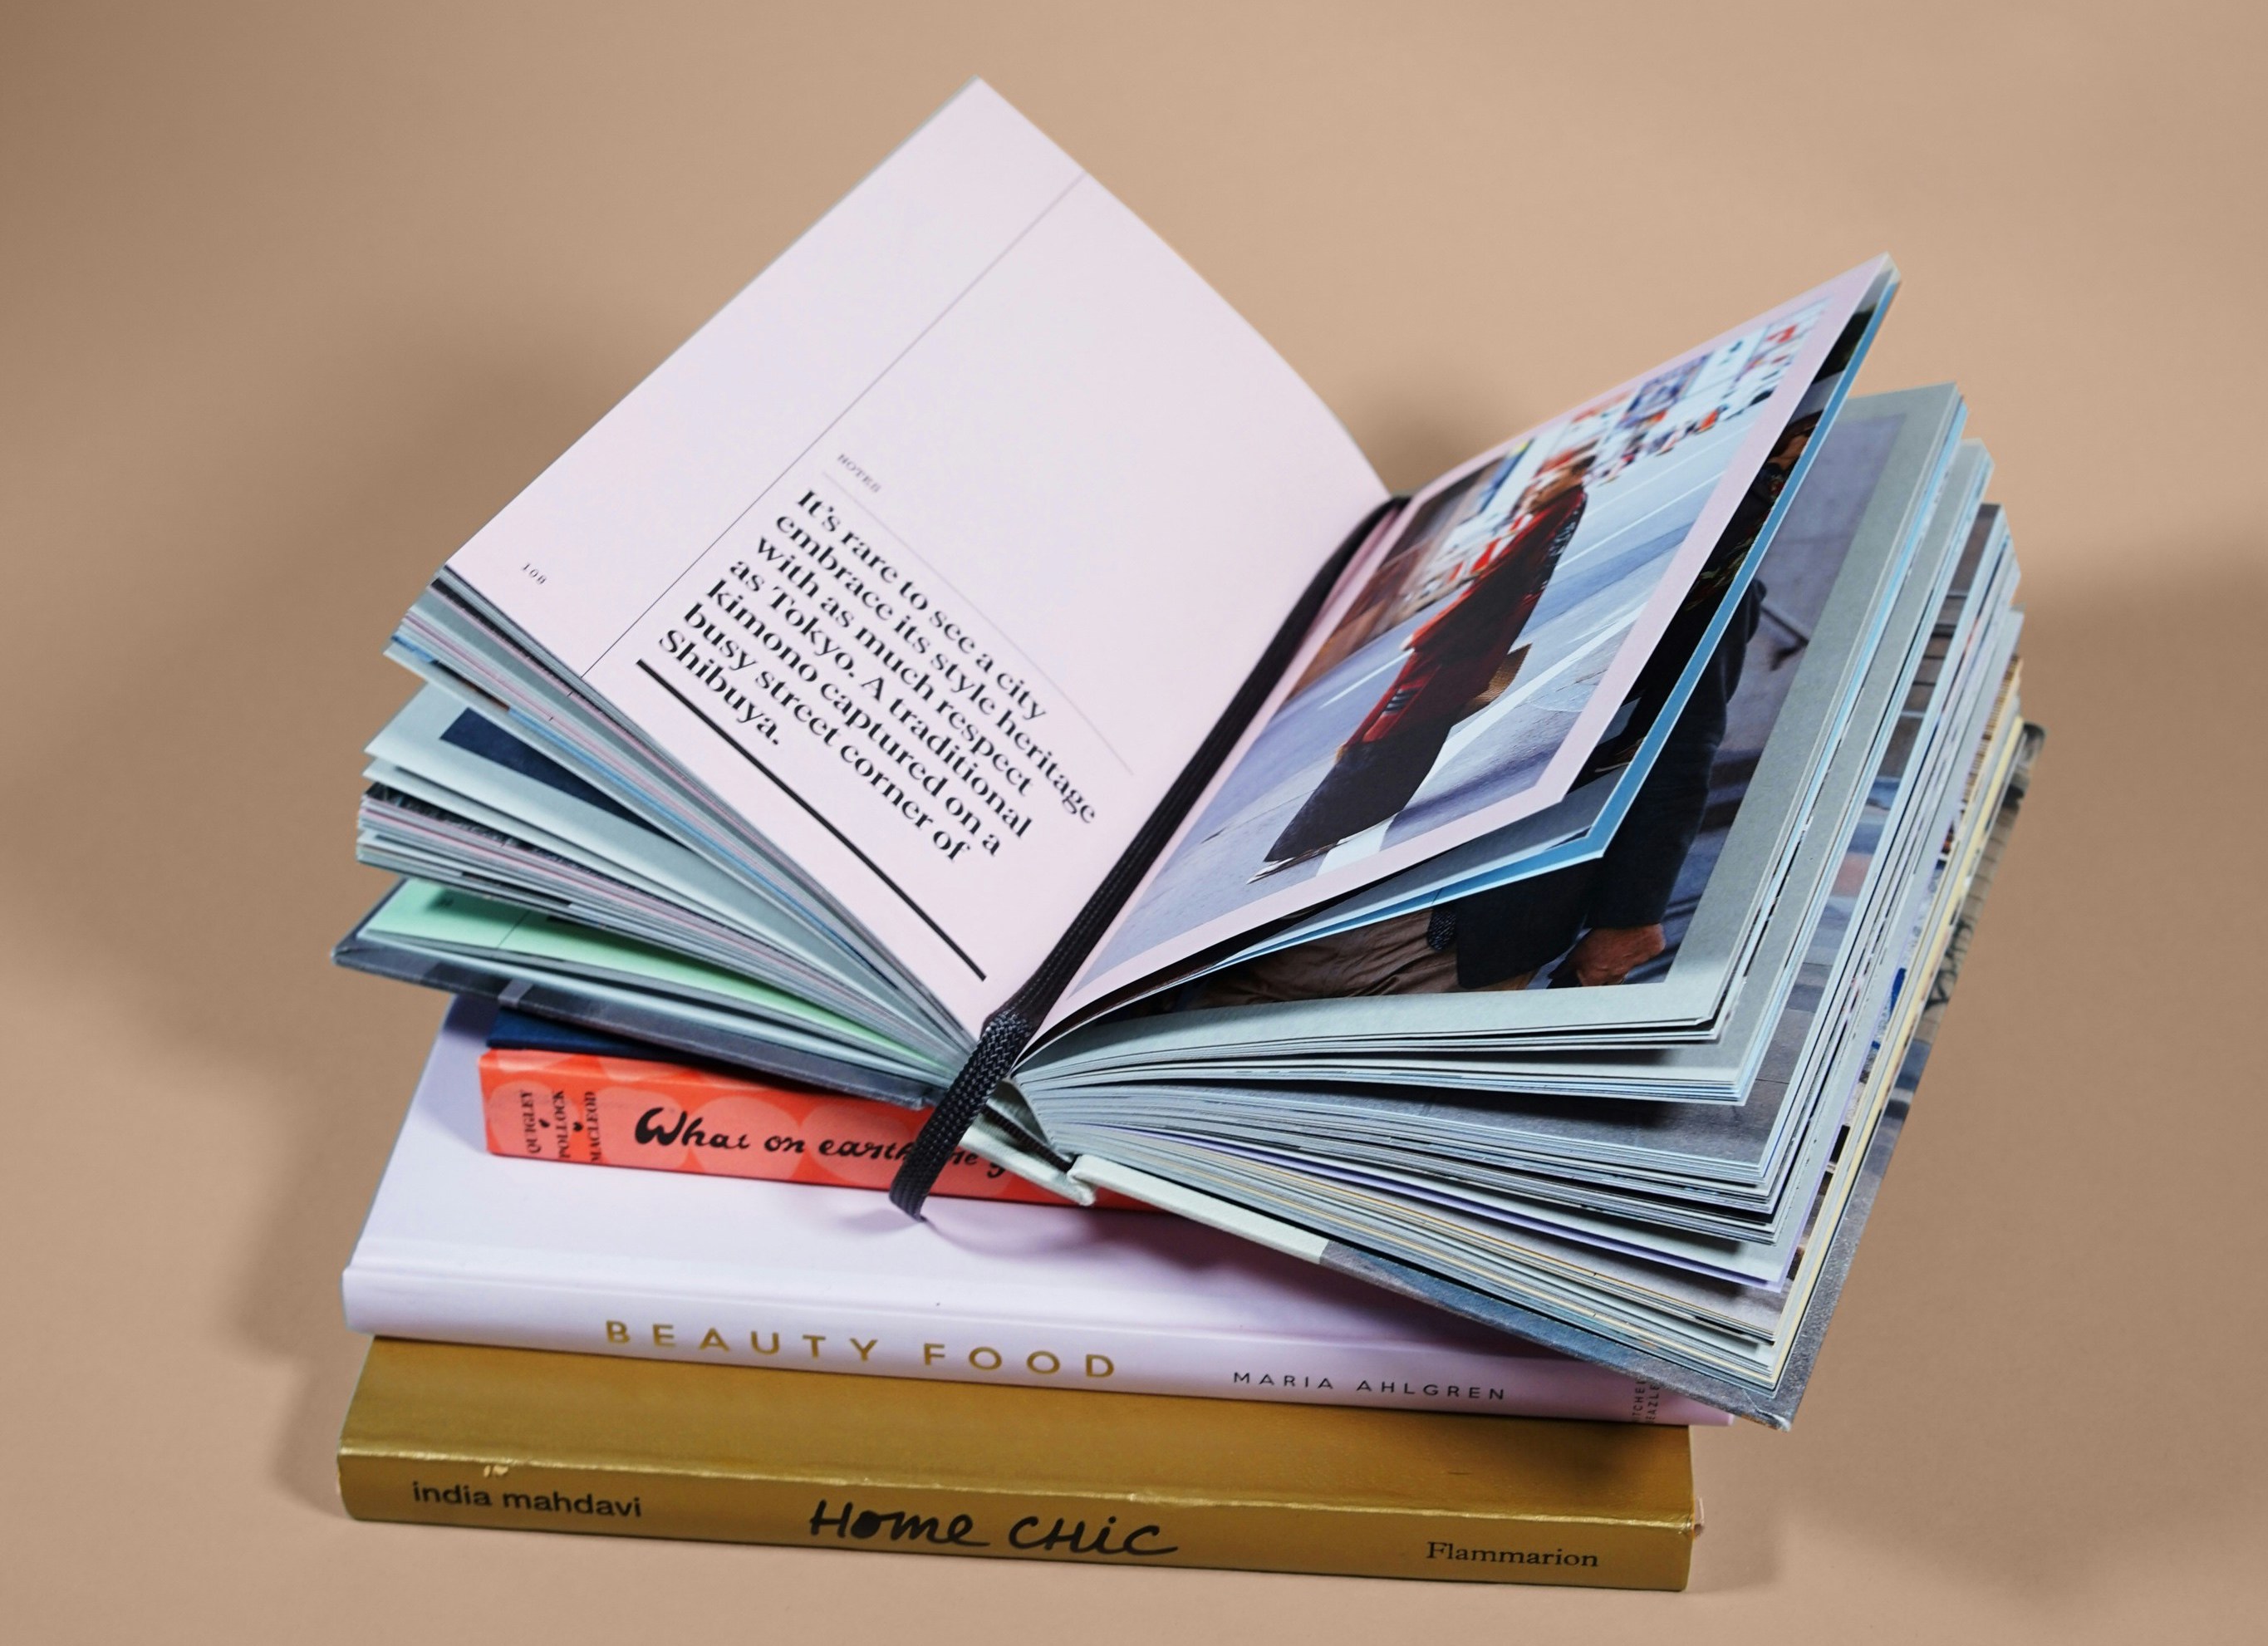 NOTES
It's rare to see a city
embrace its style heritage
with as much respect
as Tokyo. A traditional
kimono captured on a
busy street corner of
Shibuya.
108
QUIGLEY
POLLOCK
MACLEOD
What on earth
BEAUTY FOOD
MARIA AHLGREN
india mahdavi
HOME CHIC
Flammarion